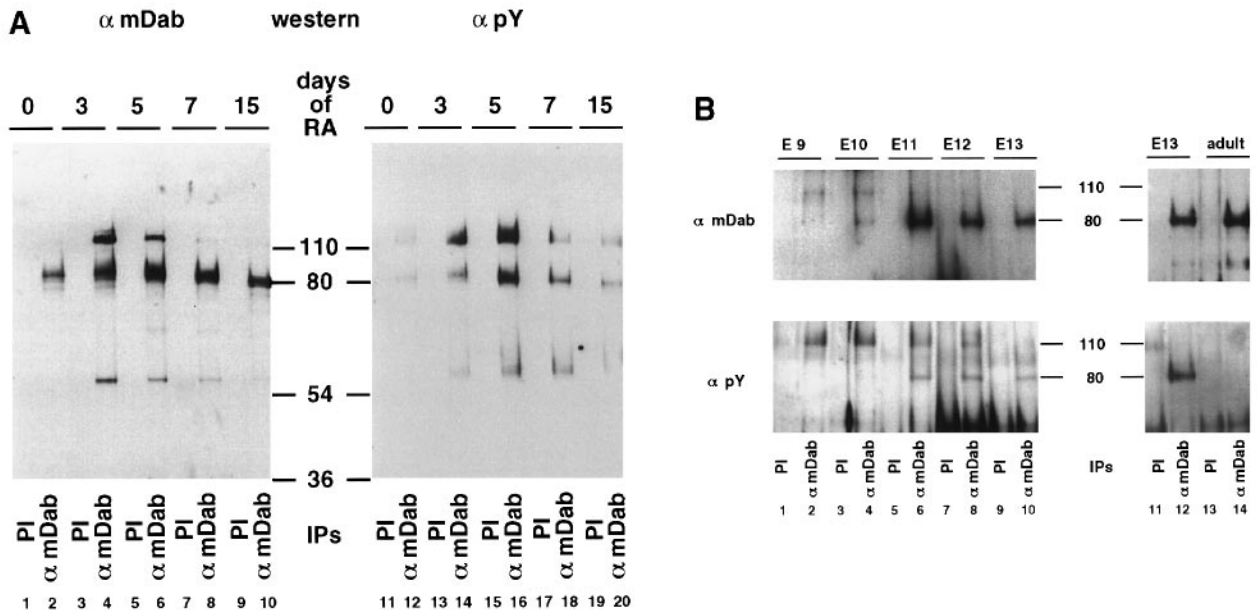 A
α mDab western α pY
days of RA
0 3 5 7 15
0 3 5 7 15
110
80
54
36
PI α mDab PI α mDab PI α mDab PI α mDab PI α mDab
IPs
PI α mDab PI α mDab PI α mDab PI α mDab PI α mDab
1 2 3 4 5 6 7 8 9 10
11 12 13 14 15 16 17 18 19 20
B
E 9 E10 E11 E12 E13
E13 adult
α mDab
110
80
α pY
110
80
PI α mDab PI α mDab PI α mDab PI α mDab PI α mDab
IPs
PI α mDab PI α mDab
1 2 3 4 5 6 7 8 9 10
11 12 13 14